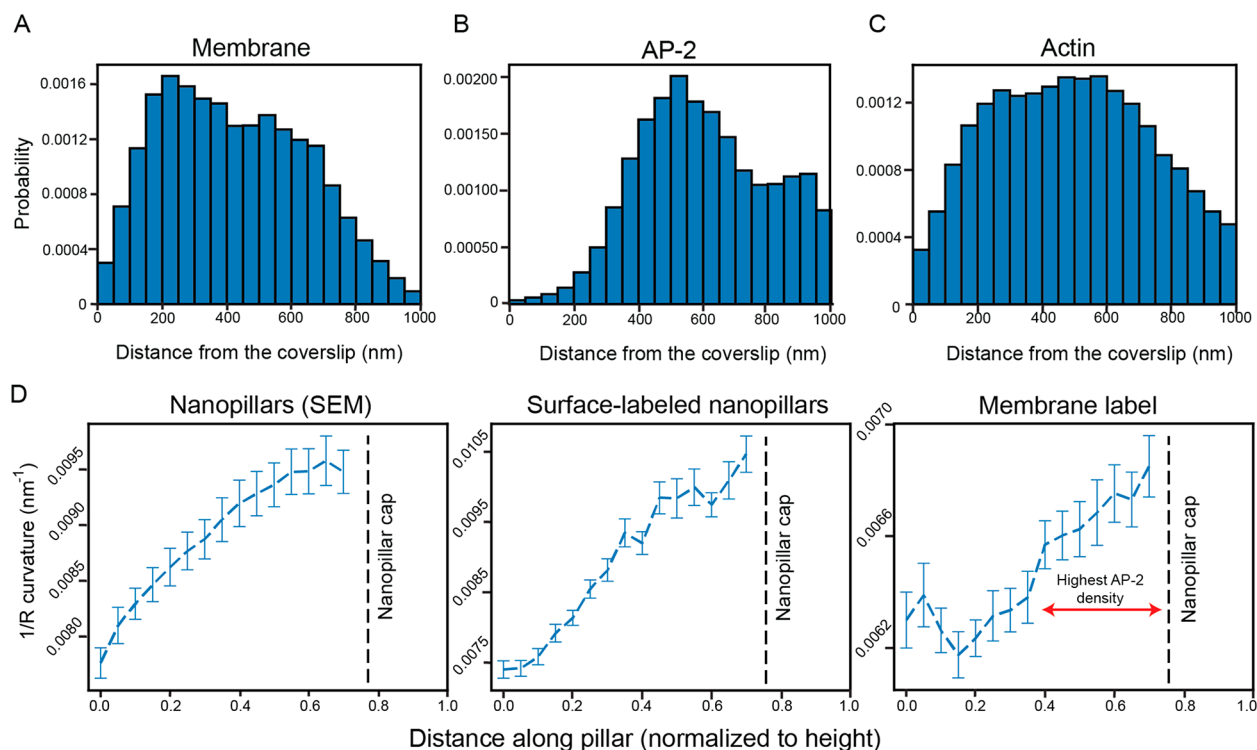 A
Membrane
Probability
0.0016
0.0012
0.0008
0.0004
0
0 200 400 600 800 1000
Distance from the coverslip (nm)
B
AP-2
0.00200
0.00150
0.00100
0.00050
0
0 200 400 600 800 1000
Distance from the coverslip (nm)
C
Actin
0.0012
0.0008
0.0004
0
0 200 400 600 800 1000
Distance from the coverslip (nm)
D
Nanopillars (SEM)
1/R curvature (nm-1)
0.0095
0.0090
0.0085
0.0080
Nanopillar cap
0.0 0.2 0.4 0.6 0.8 1.0
Surface-labeled nanopillars
0.0105
0.0095
0.0085
0.0075
Nanopillar cap
0.0 0.2 0.4 0.6 0.8 1.0
Membrane label
0.0070
0.0066
0.0062
Highest AP-2
density
Nanopillar cap
0.0 0.2 0.4 0.6 0.8 1.0
Distance along pillar (normalized to height)